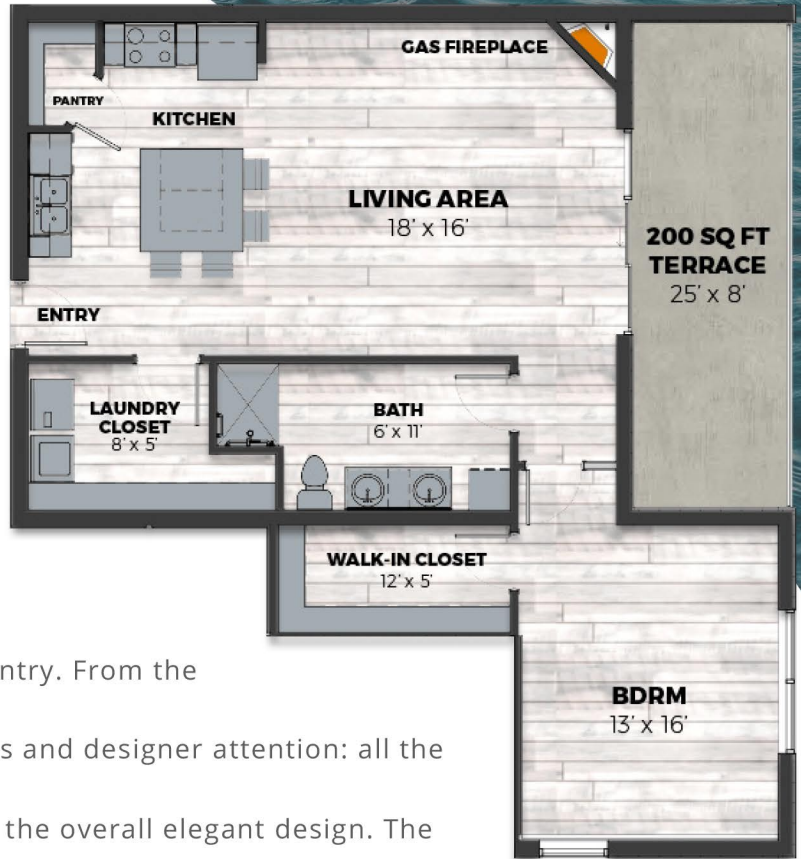 GAS FIREPLACE
PANTRY
KITCHEN
LIVING AREA
18' x 16'
200 SQ FT
TERRACE
25' x 8'
ENTRY
LAUNDRY
CLOSET
8' x 5'
BATH
6' x 11'
WALK-IN CLOSET
12' x 5'
BDRM
13' x 16'
ntry. From the
s and designer attention: all the
the overall elegant design. The